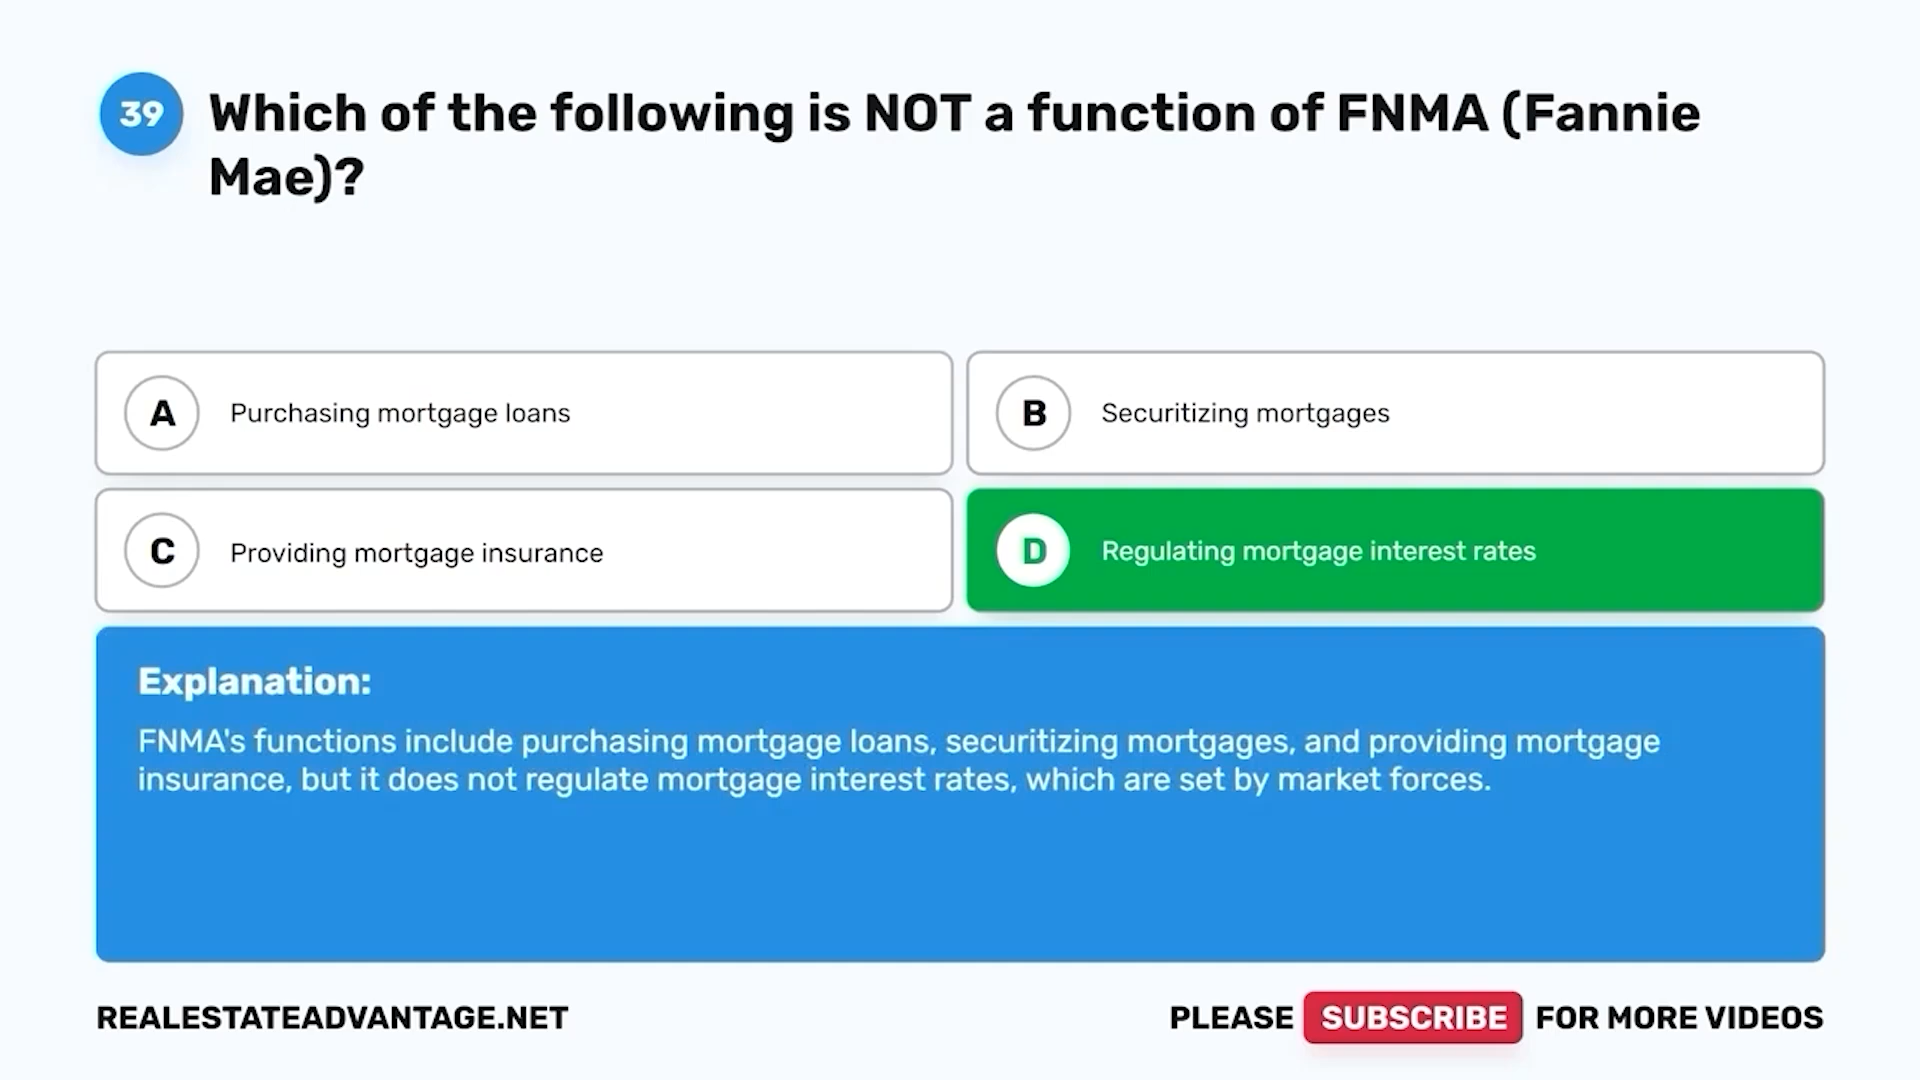 39
Which of the following is NOT a function of FNMA (Fannie
Mae)?
A Purchasing mortgage loans
B Securitizing mortgages
C Providing mortgage insurance
D Regulating mortgage interest rates
Explanation:
FNMA's functions include purchasing mortgage loans, securitizing mortgages, and providing mortgage
insurance, but it does not regulate mortgage interest rates, which are set by market forces.
REALESTATEADVANTAGE.NET
PLEASE SUBSCRIBE FOR MORE VIDEOS